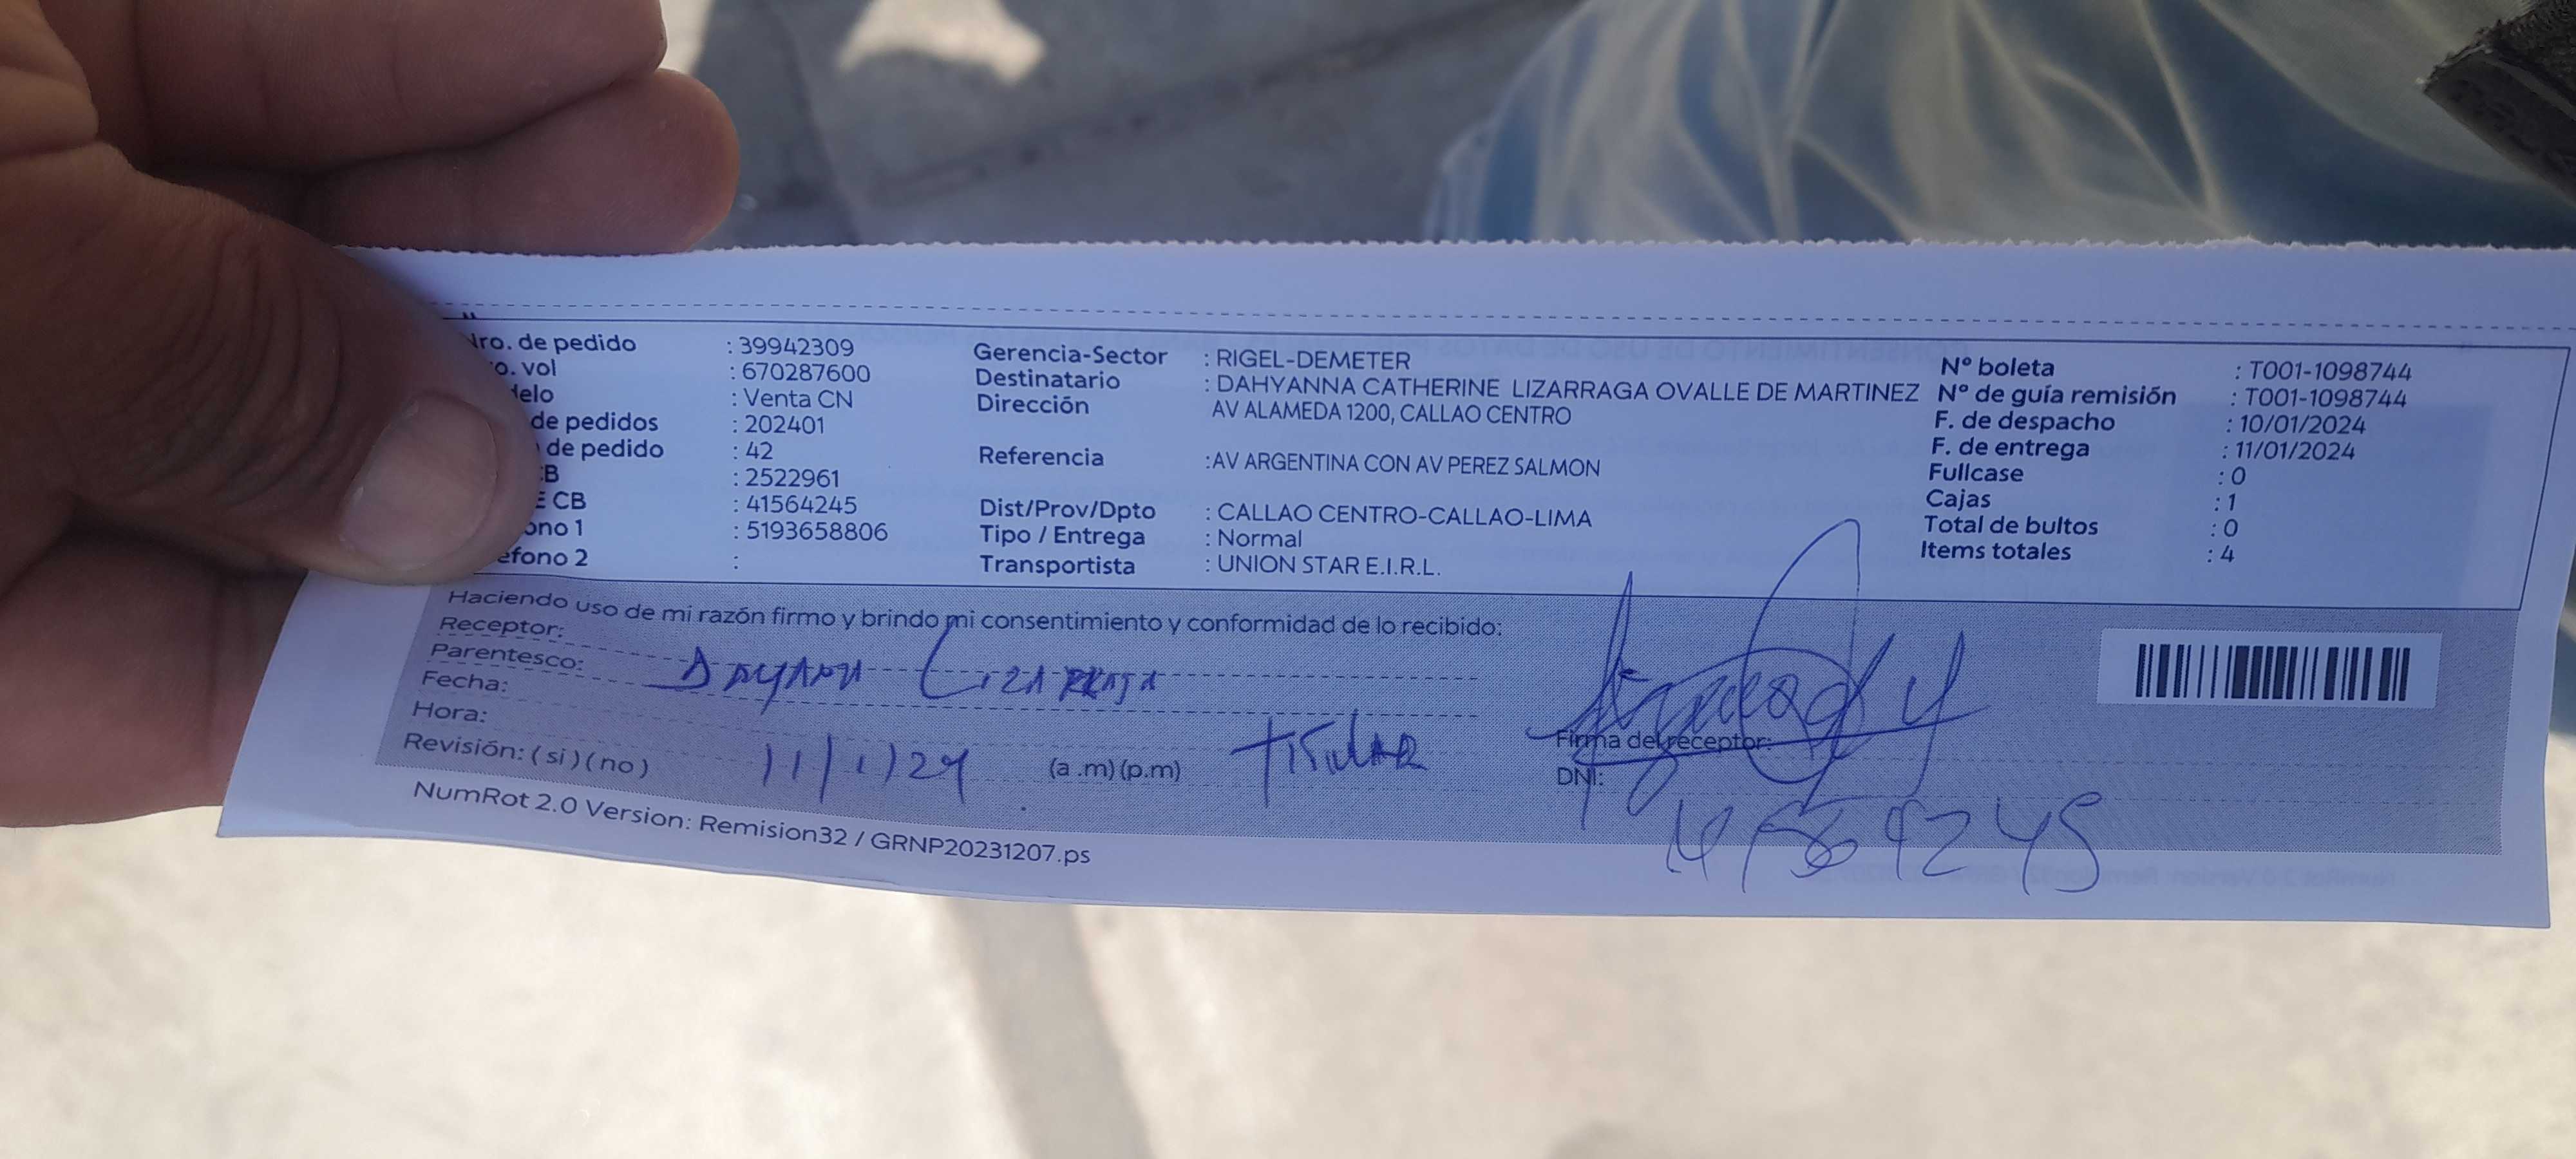 ro. de pedido : 39942309
o. vol : 670287600
delo : Venta CN
de pedidos : 202401
de pedido : 42
CB : 2522961
E CB : 41564245
ono 1 : 5193658806
efono 2 :
Gerencia-Sector : RIGEL-DEMETER
Destinatario : DAHYANNA CATHERINE LIZARRAGA OVALLE DE MARTINEZ
Dirección AV ALAMEDA 1200, CALLAO CENTRO
Referencia :AV ARGENTINA CON AV PEREZ SALMON
Dist/Prov/Dpto : CALLAO CENTRO-CALLAO-LIMA
Tipo / Entrega : Normal
Transportista : UNION STAR E.I.R.L.
Nº boleta : T001-1098744
Nº de guía remisión : T001-1098744
F. de despacho : 10/01/2024
F. de entrega : 11/01/2024
Fullcase : 0
Cajas : 1
Total de bultos : 0
Items totales : 4
Haciendo uso de mi razón firmo y brindo mi consentimiento y conformidad de lo recibido:
Receptor:
Parentesco: Lizarraga
Fecha:
Hora: Titular
Revisión: ( si ) ( no ) 11/1/24 (a .m) (p.m)
Firma del receptor:
DNI:
41564245
NumRot 2.0 Version: Remision32 / GRNP20231207.ps